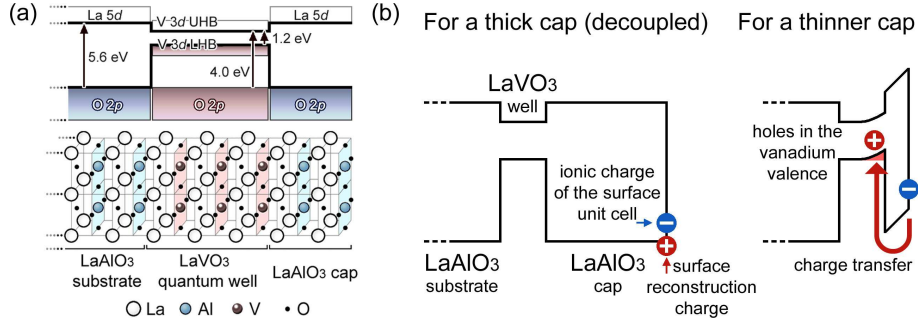 (a)
La 5d
V 3d UHB
La 5d
V 3d LHB
1.2 eV
5.6 eV
4.0 eV
O 2p
O 2p
O 2p
LaAlO3
substrate
LaVO3
quantum well
LaAlO3 cap
La
Al
V
O
(b)
For a thick cap (decoupled)
LaVO3
well
ionic charge
of the surface
unit cell
−
+
LaAlO3
substrate
LaAlO3
cap
surface
reconstruction
charge
For a thinner cap
holes in the
vanadium
valence
+
−
charge transfer